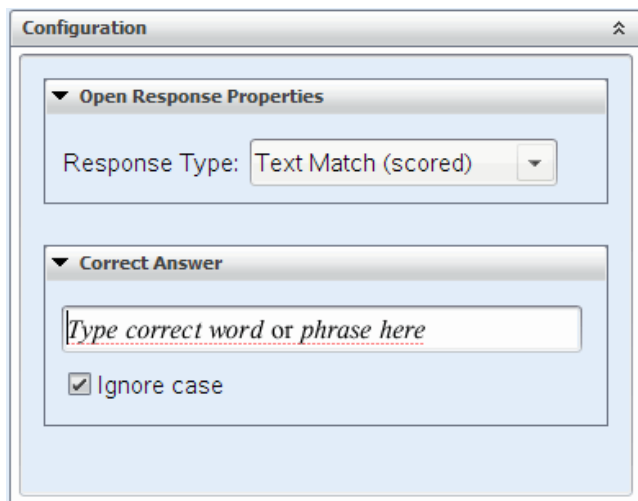 Configuration
Open Response Properties
Response Type: Text Match (scored)
Correct Answer
Type correct word or phrase here
Ignore case